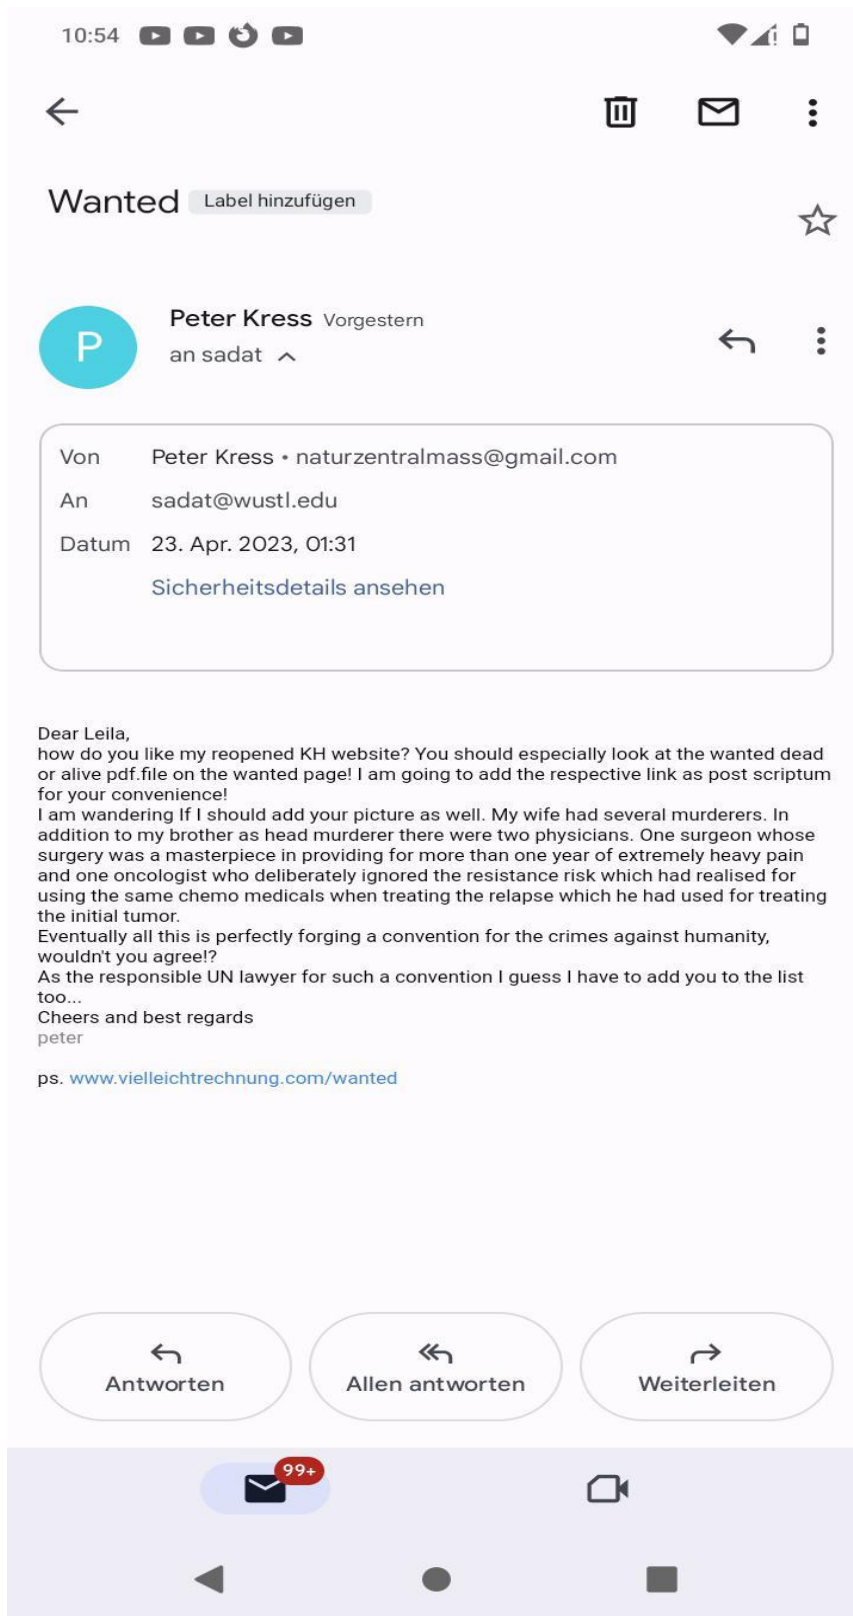 10:54
Wanted Label hinzufügen
P
Peter Kress Vorgestern
an sadat
Von Peter Kress • naturzentralmass@gmail.com
An sadat@wustl.edu
Datum 23. Apr. 2023, 01:31
Sicherheitsdetails ansehen
Dear Leila,
how do you like my reopened KH website? You should especially look at the wanted dead
or alive pdf.file on the wanted page! I am going to add the respective link as post scriptum
for your convenience!
I am wandering If I should add your picture as well. My wife had several murderers. In
addition to my brother as head murderer there were two physicians. One surgeon whose
surgery was a masterpiece in providing for more than one year of extremely heavy pain
and one oncologist who deliberately ignored the resistance risk which had realised for
using the same chemo medicals when treating the relapse which he had used for treating
the initial tumor.
Eventually all this is perfectly forging a convention for the crimes against humanity,
wouldn't you agree!?
As the responsible UN lawyer for such a convention I guess I have to add you to the list
too...
Cheers and best regards
peter
ps. www.vielleichtrechnung.com/wanted
Antworten Allen antworten Weiterleiten
99+